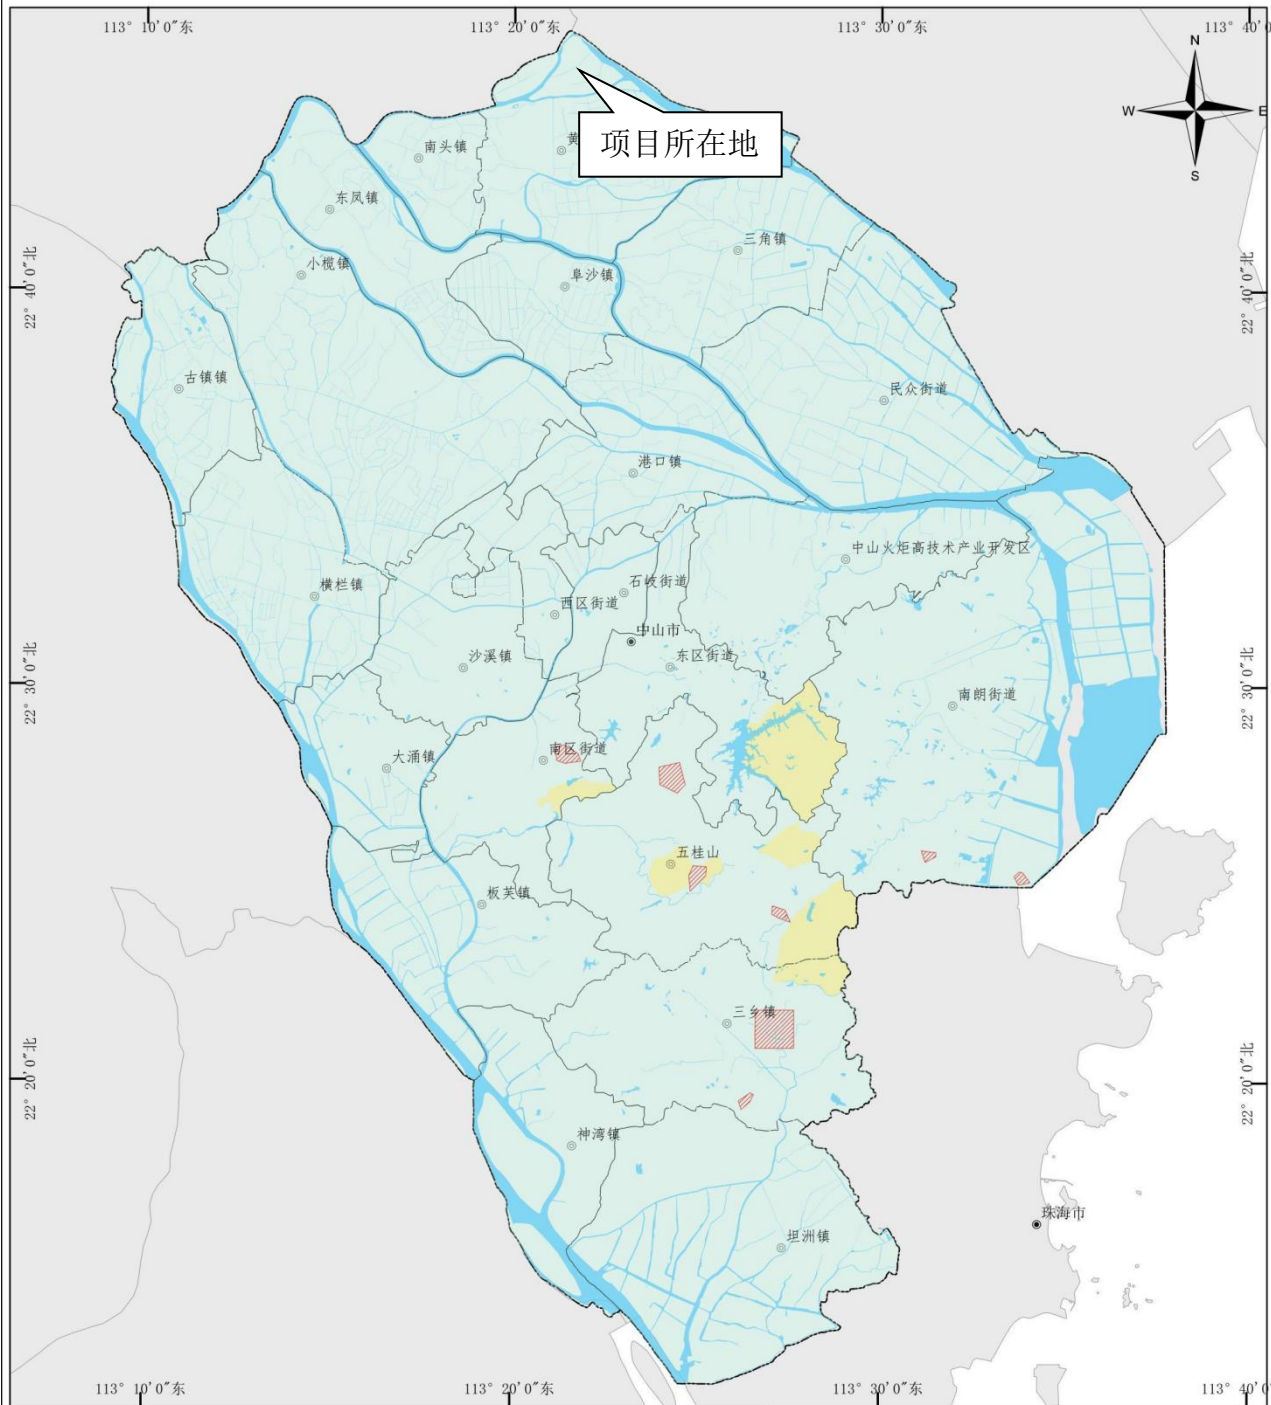 113° 10′0″东
113° 20′0″东
113° 30′0″东
113° 40′0
N
W
E
S
项目所在地
黄
南头镇
东凤镇
三角镇
小榄镇
阜沙镇
22° 40′0″北
22° 40′0″北
古镇镇
民众街道
港口镇
中山火炬高技术产业开发区
石岐街道
横栏镇
西区街道
中山市
沙溪镇
东区街道
22° 30′0″北
22° 30′0″北
南朗街道
南区街道
大涌镇
五桂山
板芙镇
三乡镇
22° 20′0″北
22° 20′0″北
神湾镇
珠海市
坦洲镇
113° 10′0″东
113° 20′0″东
113° 30′0″东
113° 40′0